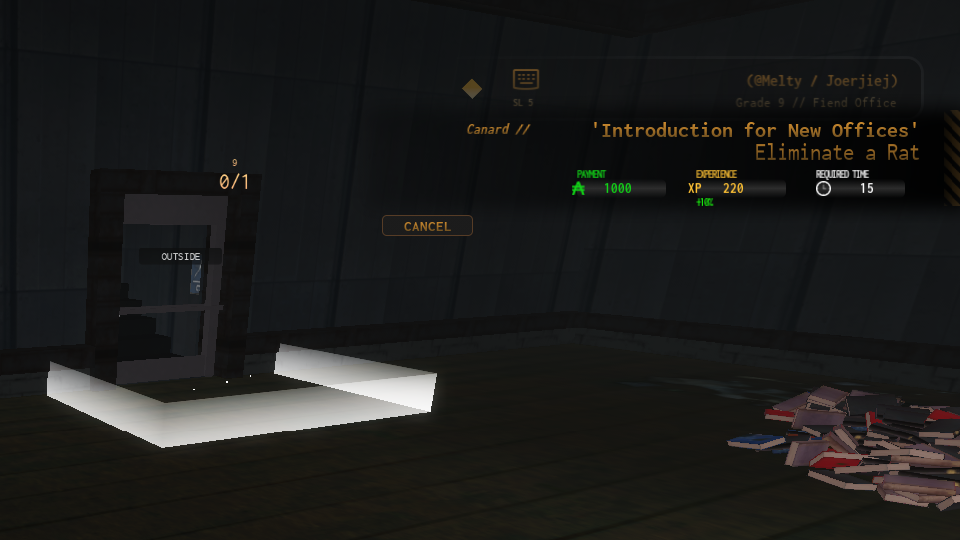 (@Melty / Joerjiej)
SL 5
Grade 9 // Fiend Office
Canard //
'Introduction for New Offices'
Eliminate a Rat
PAYMENT
1000
EXPERIENCE
XP 220
+10%
REQUIRED TIME
15
9
0/1
CANCEL
OUTSIDE